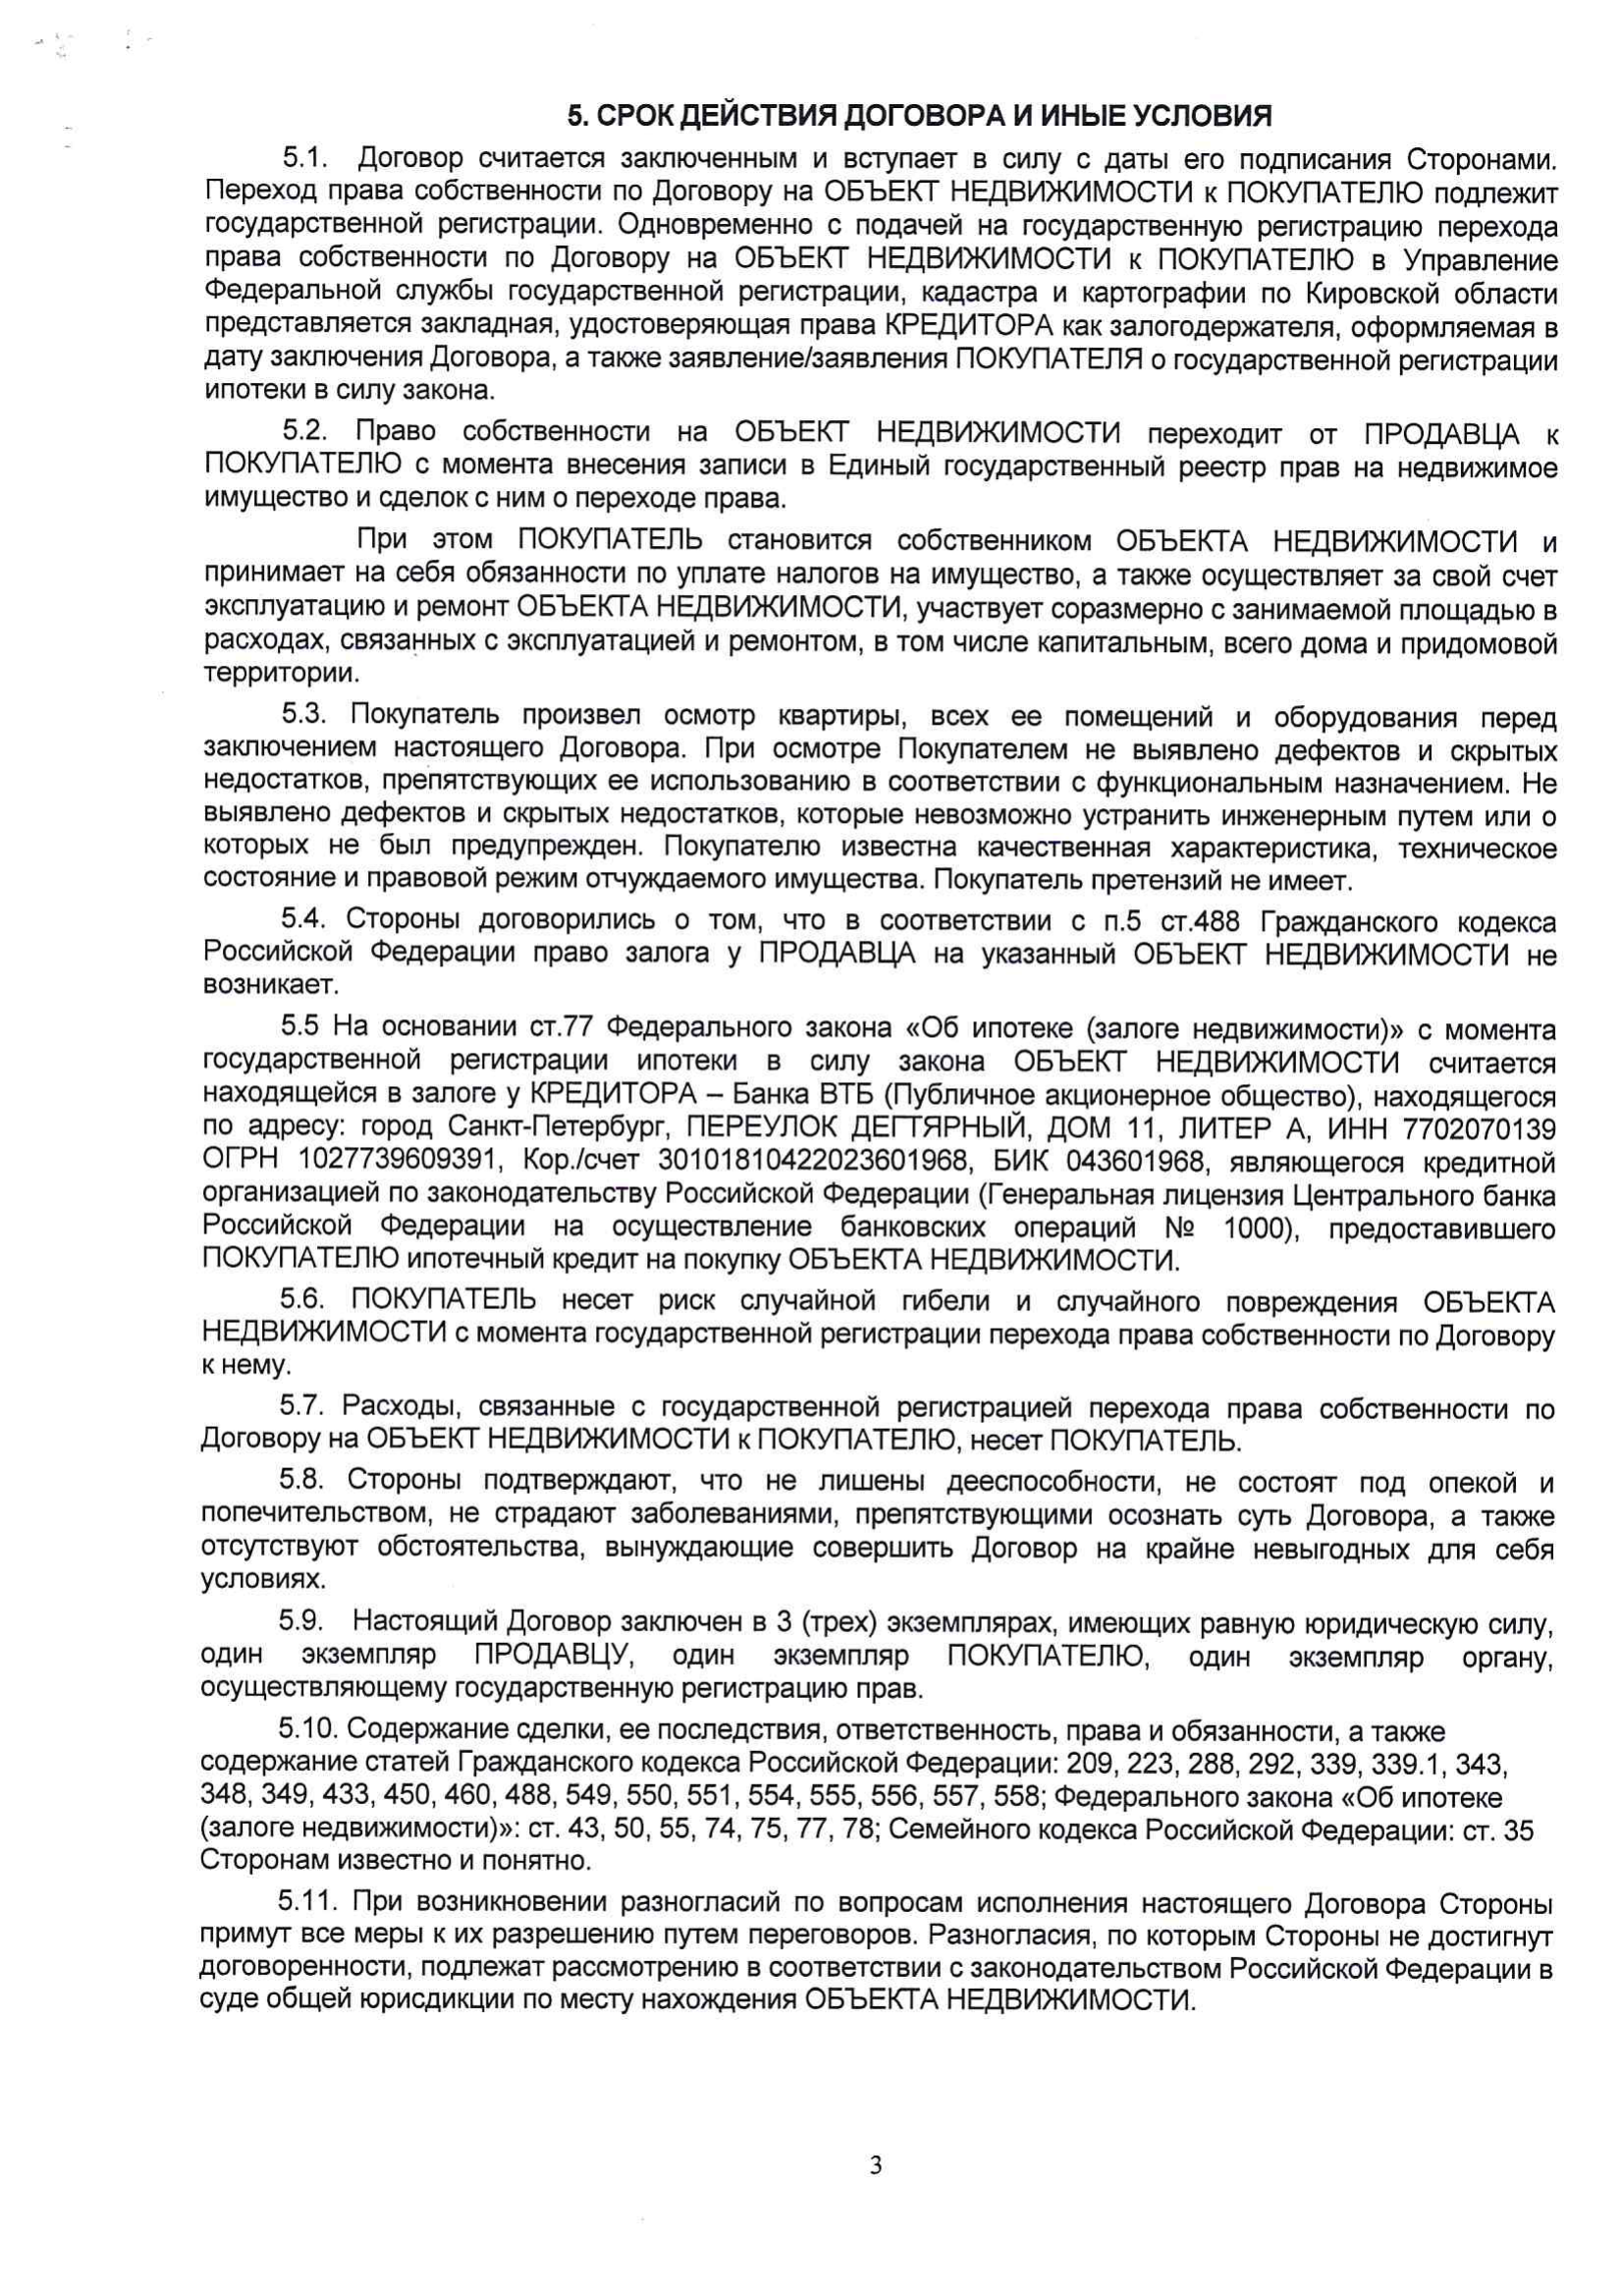 5. СРОК ДЕЙСТВИЯ ДОГОВОРА И ИНЫЕ УСЛОВИЯ
5.1. Договор считается заключенным и вступает в силу с даты его подписания Сторонами.
Переход права собственности по Договору на ОБЪЕКТ НЕДВИЖИМОСТИ к ПОКУПАТЕЛЮ подлежит
государственной регистрации. Одновременно с подачей на государственную регистрацию перехода
права собственности по Договору на ОБЪЕКТ НЕДВИЖИМОСТИ к ПОКУПАТЕЛЮ в Управление
Федеральной службы государственной регистрации, кадастра и картографии по Кировской области
представляется закладная, удостоверяющая права КРЕДИТОРА как залогодержателя, оформляемая в
дату заключения Договора, а также заявление/заявления ПОКУПАТЕЛЯ о государственной регистрации
ипотеки в силу закона.
5.2. Право собственности на ОБЪЕКТ НЕДВИЖИМОСТИ переходит от ПРОДАВЦА к
ПОКУПАТЕЛЮ с момента внесения записи в Единый государственный реестр прав на недвижимое
имущество и сделок с ним о переходе права.
При этом ПОКУПАТЕЛЬ становится собственником ОБЪЕКТА НЕДВИЖИМОСТИ и
принимает на себя обязанности по уплате налогов на имущество, а также осуществляет за свой счет
эксплуатацию и ремонт ОБЪЕКТА НЕДВИЖИМОСТИ, участвует соразмерно с занимаемой площадью в
расходах, связанных с эксплуатацией и ремонтом, в том числе капитальным, всего дома и придомовой
территории.
5.3. Покупатель произвел осмотр квартиры, всех ее помещений и оборудования перед
заключением настоящего Договора. При осмотре Покупателем не выявлено дефектов и скрытых
недостатков, препятствующих ее использованию в соответствии с функциональным назначением. Не
выявлено дефектов и скрытых недостатков, которые невозможно устранить инженерным путем или о
которых не был предупрежден. Покупателю известна качественная характеристика, техническое
состояние и правовой режим отчуждаемого имущества. Покупатель претензий не имеет.
5.4. Стороны договорились о том, что в соответствии с п.5 ст.488 Гражданского кодекса
Российской Федерации право залога у ПРОДАВЦА на указанный ОБЪЕКТ НЕДВИЖИМОСТИ не
возникает.
5.5 На основании ст.77 Федерального закона «Об ипотеке (залоге недвижимости)» с момента
государственной регистрации ипотеки в силу закона ОБЪЕКТ НЕДВИЖИМОСТИ считается
находящейся в залоге у КРЕДИТОРА – Банка ВТБ (Публичное акционерное общество), находящегося
по адресу: город Санкт-Петербург, ПЕРЕУЛОК ДЕГТЯРНЫЙ, ДОМ 11, ЛИТЕР А, ИНН 7702070139
ОГРН 1027739609391, Кор./счет 30101810422023601968, БИК 043601968, являющегося кредитной
организацией по законодательству Российской Федерации (Генеральная лицензия Центрального банка
Российской Федерации на осуществление банковских операций № 1000), предоставившего
ПОКУПАТЕЛЮ ипотечный кредит на покупку ОБЪЕКТА НЕДВИЖИМОСТИ.
5.6. ПОКУПАТЕЛЬ несет риск случайной гибели и случайного повреждения ОБЪЕКТА
НЕДВИЖИМОСТИ с момента государственной регистрации перехода права собственности по Договору
к нему.
5.7. Расходы, связанные с государственной регистрацией перехода права собственности по
Договору на ОБЪЕКТ НЕДВИЖИМОСТИ к ПОКУПАТЕЛЮ, несет ПОКУПАТЕЛЬ.
5.8. Стороны подтверждают, что не лишены дееспособности, не состоят под опекой и
попечительством, не страдают заболеваниями, препятствующими осознать суть Договора, а также
отсутствуют обстоятельства, вынуждающие совершить Договор на крайне невыгодных для себя
условиях.
5.9. Настоящий Договор заключен в 3 (трех) экземплярах, имеющих равную юридическую силу,
один экземпляр ПРОДАВЦУ, один экземпляр ПОКУПАТЕЛЮ, один экземпляр органу,
осуществляющему государственную регистрацию прав.
5.10. Содержание сделки, ее последствия, ответственность, права и обязанности, а также
содержание статей Гражданского кодекса Российской Федерации: 209, 223, 288, 292, 339, 339.1, 343,
348, 349, 433, 450, 460, 488, 549, 550, 551, 554, 555, 556, 557, 558; Федерального закона «Об ипотеке
(залоге недвижимости)»: ст. 43, 50, 55, 74, 75, 77, 78; Семейного кодекса Российской Федерации: ст. 35
Сторонам известно и понятно.
5.11. При возникновении разногласий по вопросам исполнения настоящего Договора Стороны
примут все меры к их разрешению путем переговоров. Разногласия, по которым Стороны не достигнут
договоренности, подлежат рассмотрению в соответствии с законодательством Российской Федерации в
суде общей юрисдикции по месту нахождения ОБЪЕКТА НЕДВИЖИМОСТИ.
3